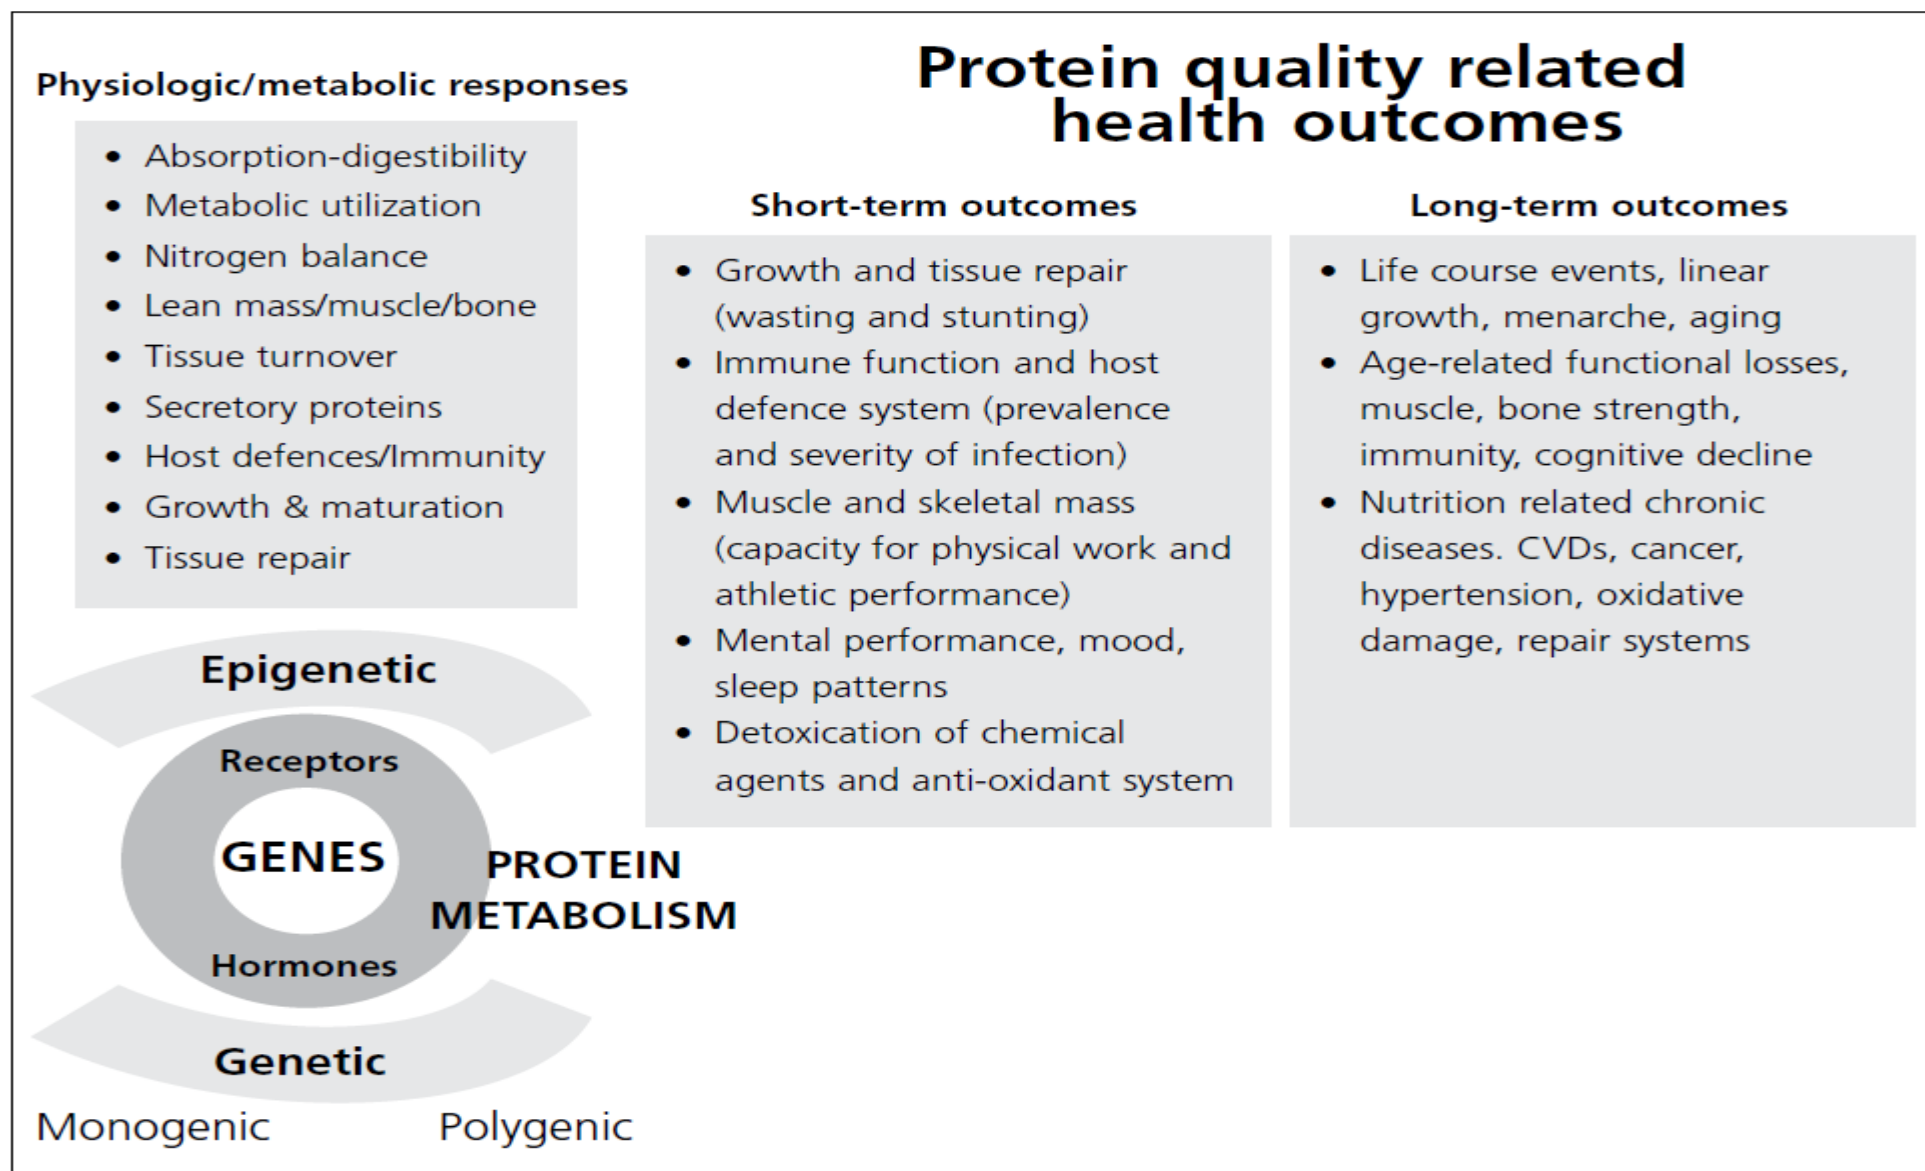 Physiologic/metabolic responses
• Absorption-digestibility
• Metabolic utilization
• Nitrogen balance
• Lean mass/muscle/bone
• Tissue turnover
• Secretory proteins
• Host defences/Immunity
• Growth & maturation
• Tissue repair
Epigenetic
Receptors
GENES
Hormones
PROTEIN
METABOLISM
Genetic
Monogenic
Polygenic
Protein quality related
health outcomes
Short-term outcomes
• Growth and tissue repair
(wasting and stunting)
• Immune function and host
defence system (prevalence
and severity of infection)
• Muscle and skeletal mass
(capacity for physical work and
athletic performance)
• Mental performance, mood,
sleep patterns
• Detoxication of chemical
agents and anti-oxidant system
Long-term outcomes
• Life course events, linear
growth, menarche, aging
• Age-related functional losses,
muscle, bone strength,
immunity, cognitive decline
• Nutrition related chronic
diseases. CVDs, cancer,
hypertension, oxidative
damage, repair systems